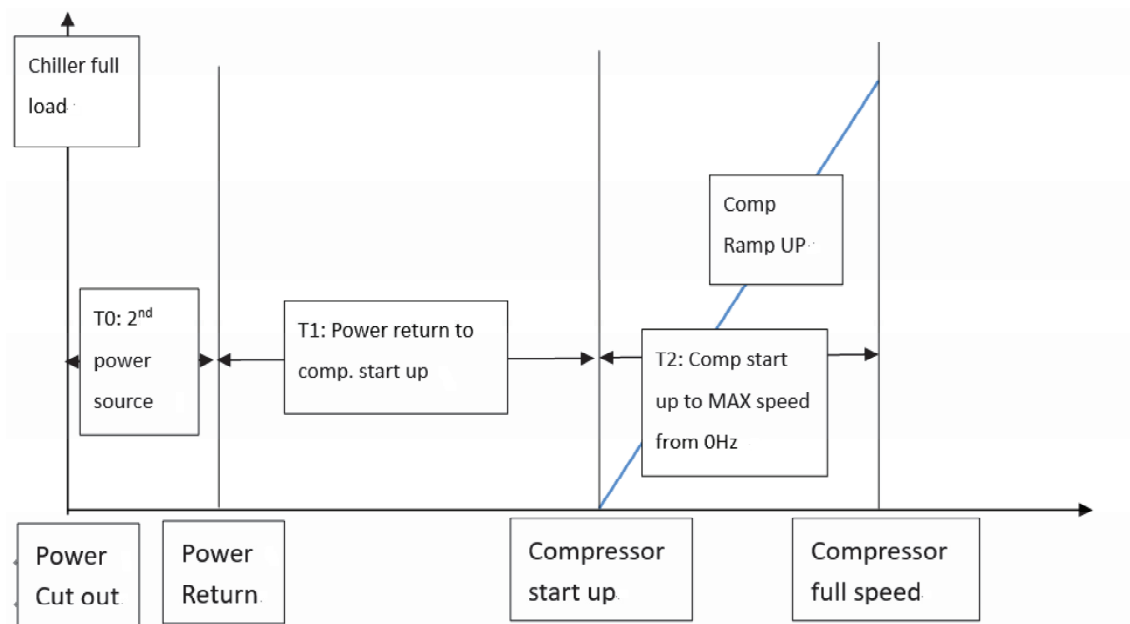 Chiller full
load
Comp
Ramp UP
T0: 2nd
power
source
T1: Power return to
comp. start up
T2: Comp start
up to MAX speed
from 0Hz
Power
Cut out
Power
Return
Compressor
start up
Compressor
full speed